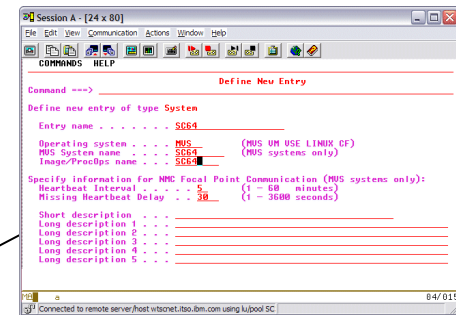 Session A - [24 x 80]
File Edit View Communication Actions Window Help
COMMANDS HELP
Define New Entry
Command ===>
Define new entry of type System
Entry name . . . . . . . SC64
Operating system . . . . MVS (MVS VM VSE LINUX CF)
MVS System name . . . . SC64 (MVS systems only)
Image/ProcOps name . . . SC64
Specify information for NMC Focal Point Communication (MVS systems only):
Heartbeat Interval . . . . . 5 (1 - 60 minutes)
Missing Heartbeat Delay . . 30 (1 - 3600 seconds)
Short description . . .
Long description 1 . . .
Long description 2 . . .
Long description 3 . . .
Long description 4 . . .
Long description 5 . . .
MA a 04/015
Connected to remote server/host wtscnet.itso.ibm.com using lu/pool SC